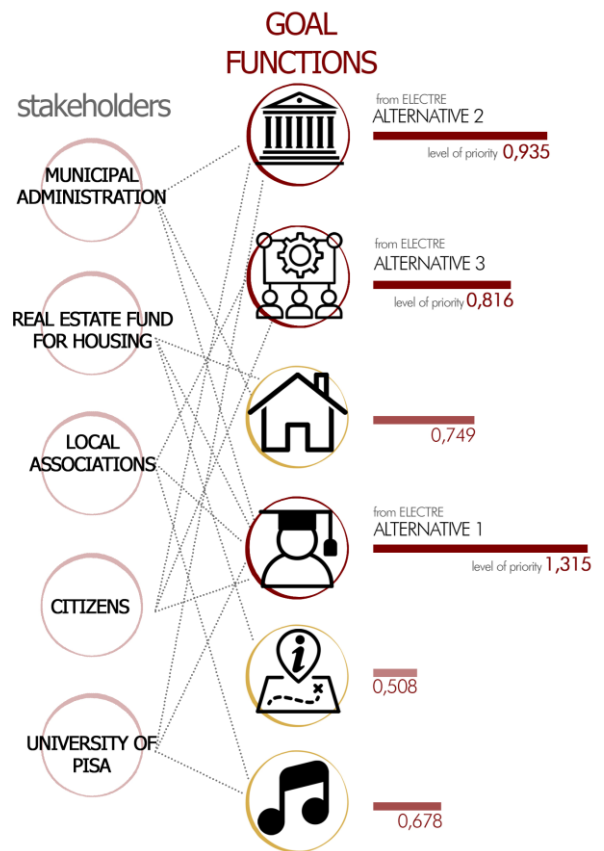 GOAL
FUNCTIONS
stakeholders
MUNICIPAL
ADMINISTRATION
REAL ESTATE FUND
FOR HOUSING
LOCAL
ASSOCIATIONS
CITIZENS
UNIVERSITY OF
PISA
from ELECTRE
ALTERNATIVE 2
level of priority 0,935
from ELECTRE
ALTERNATIVE 3
level of priority 0,816
0,749
from ELECTRE
ALTERNATIVE 1
level of priority 1,315
i
x
0,508
0,678